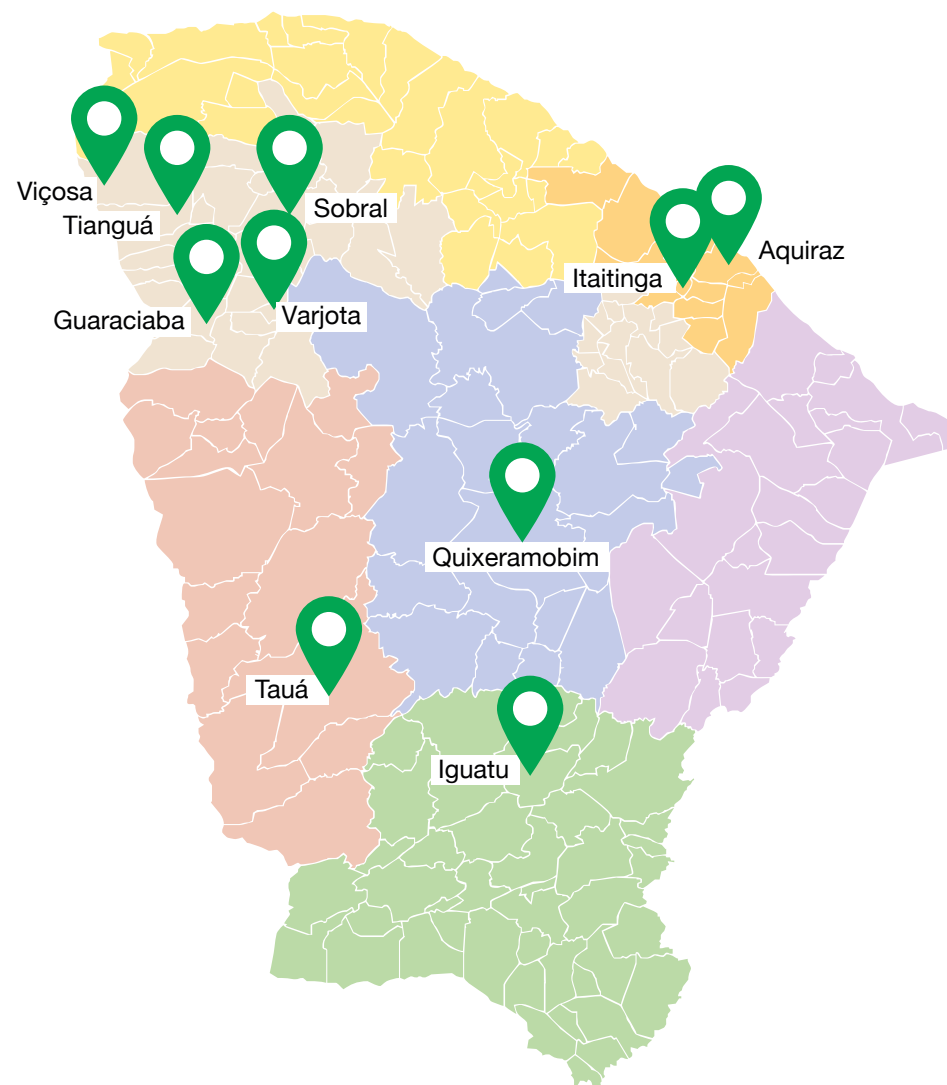 Viçosa
Tianguá
Sobral
Aquiraz
Itaitinga
Guaraciaba
Varjota
Quixeramobim
Tauá
Iguatu